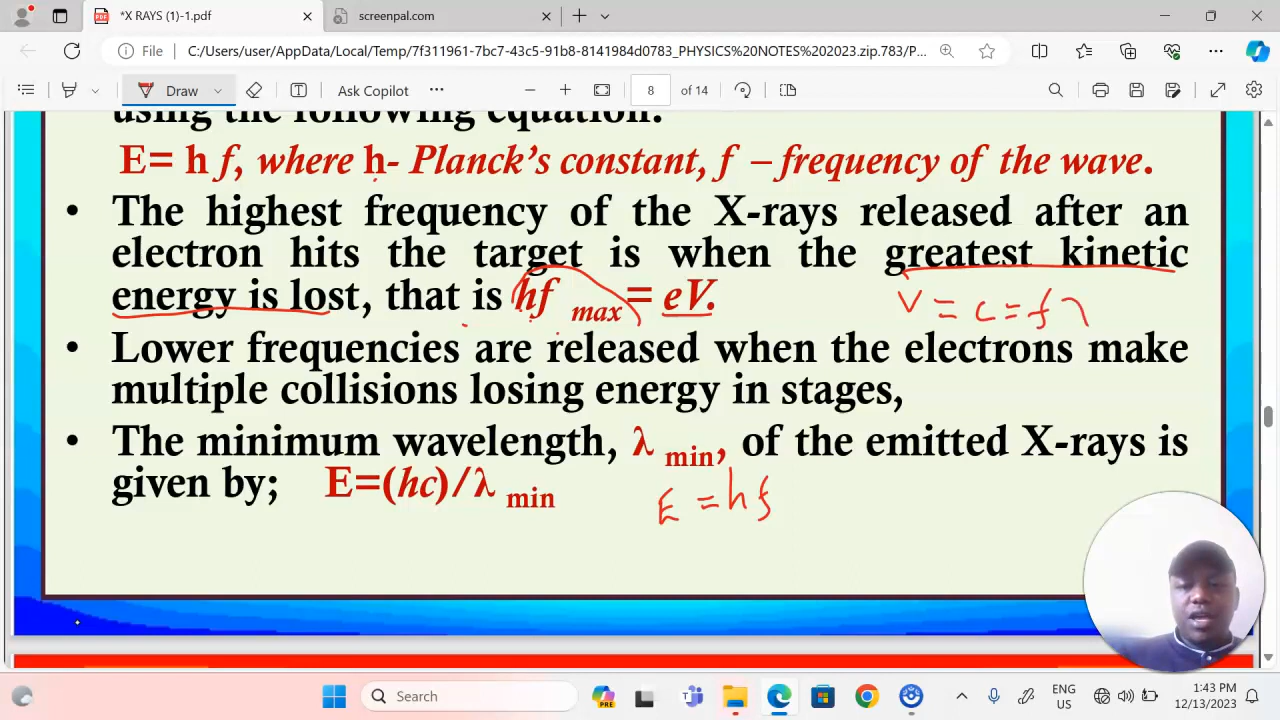 *X RAYS (1)-1.pdf
screenpal.com
File C:/Users/user/AppData/Local/Temp/7f311961-7bc7-43c5-91b8-8141984d0783_PHYSICS%20NOTES%202023.zip.783/P...
Draw Ask Copilot 8 of 14
using the following equation.
E= h f, where h- Planck's constant, f – frequency of the wave.
• The highest frequency of the X-rays released after an
electron hits the target is when the greatest kinetic
energy is lost, that is hf max = eV.
V = c = f λ
• Lower frequencies are released when the electrons make
multiple collisions losing energy in stages,
• The minimum wavelength, λ min, of the emitted X-rays is
given by; E=(hc)/λ min
E = hf
Search
PRE
ENG
US
1:43 PM
12/13/2023